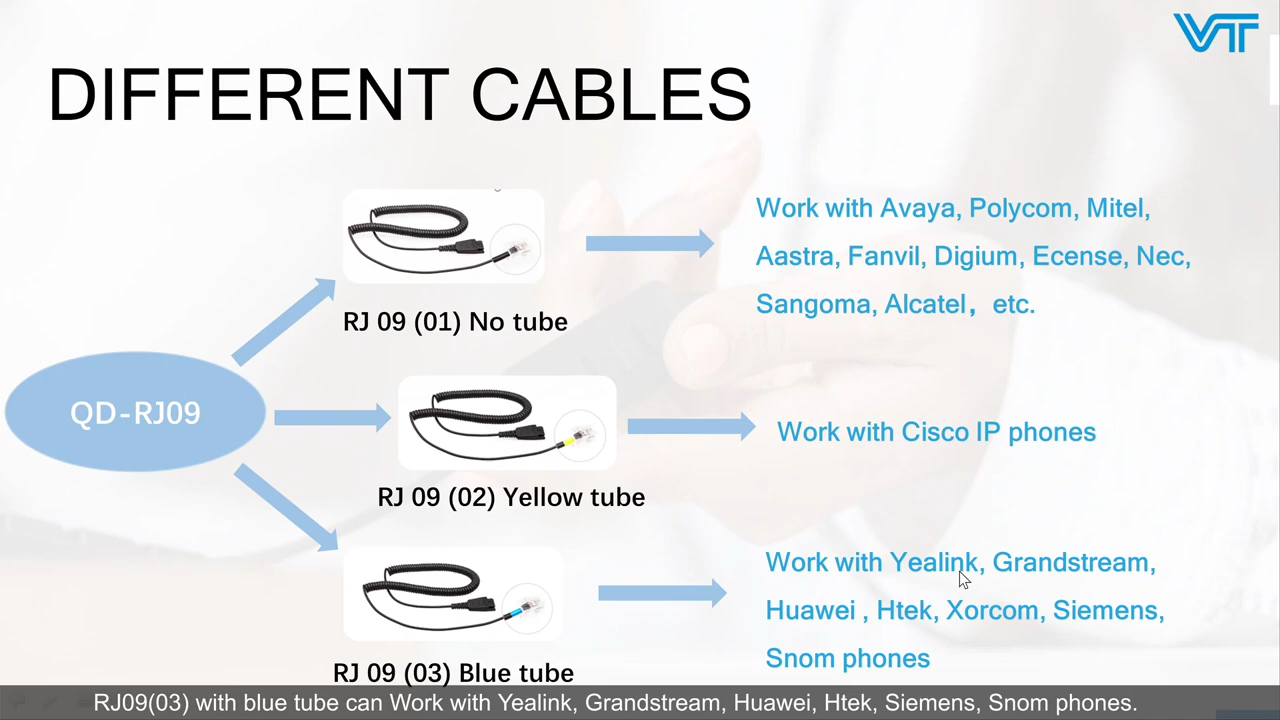 VT
DIFFERENT CABLES
Work with Avaya, Polycom, Mitel,
Aastra, Fanvil, Digium, Ecense, Nec,
Sangoma, Alcatel，etc.
RJ 09 (01) No tube
QD-RJ09
Work with Cisco IP phones
RJ 09 (02) Yellow tube
Work with Yealink, Grandstream,
Huawei , Htek, Xorcom, Siemens,
Snom phones
RJ 09 (03) Blue tube
RJ09(03) with blue tube can Work with Yealink, Grandstream, Huawei, Htek, Siemens, Snom phones.